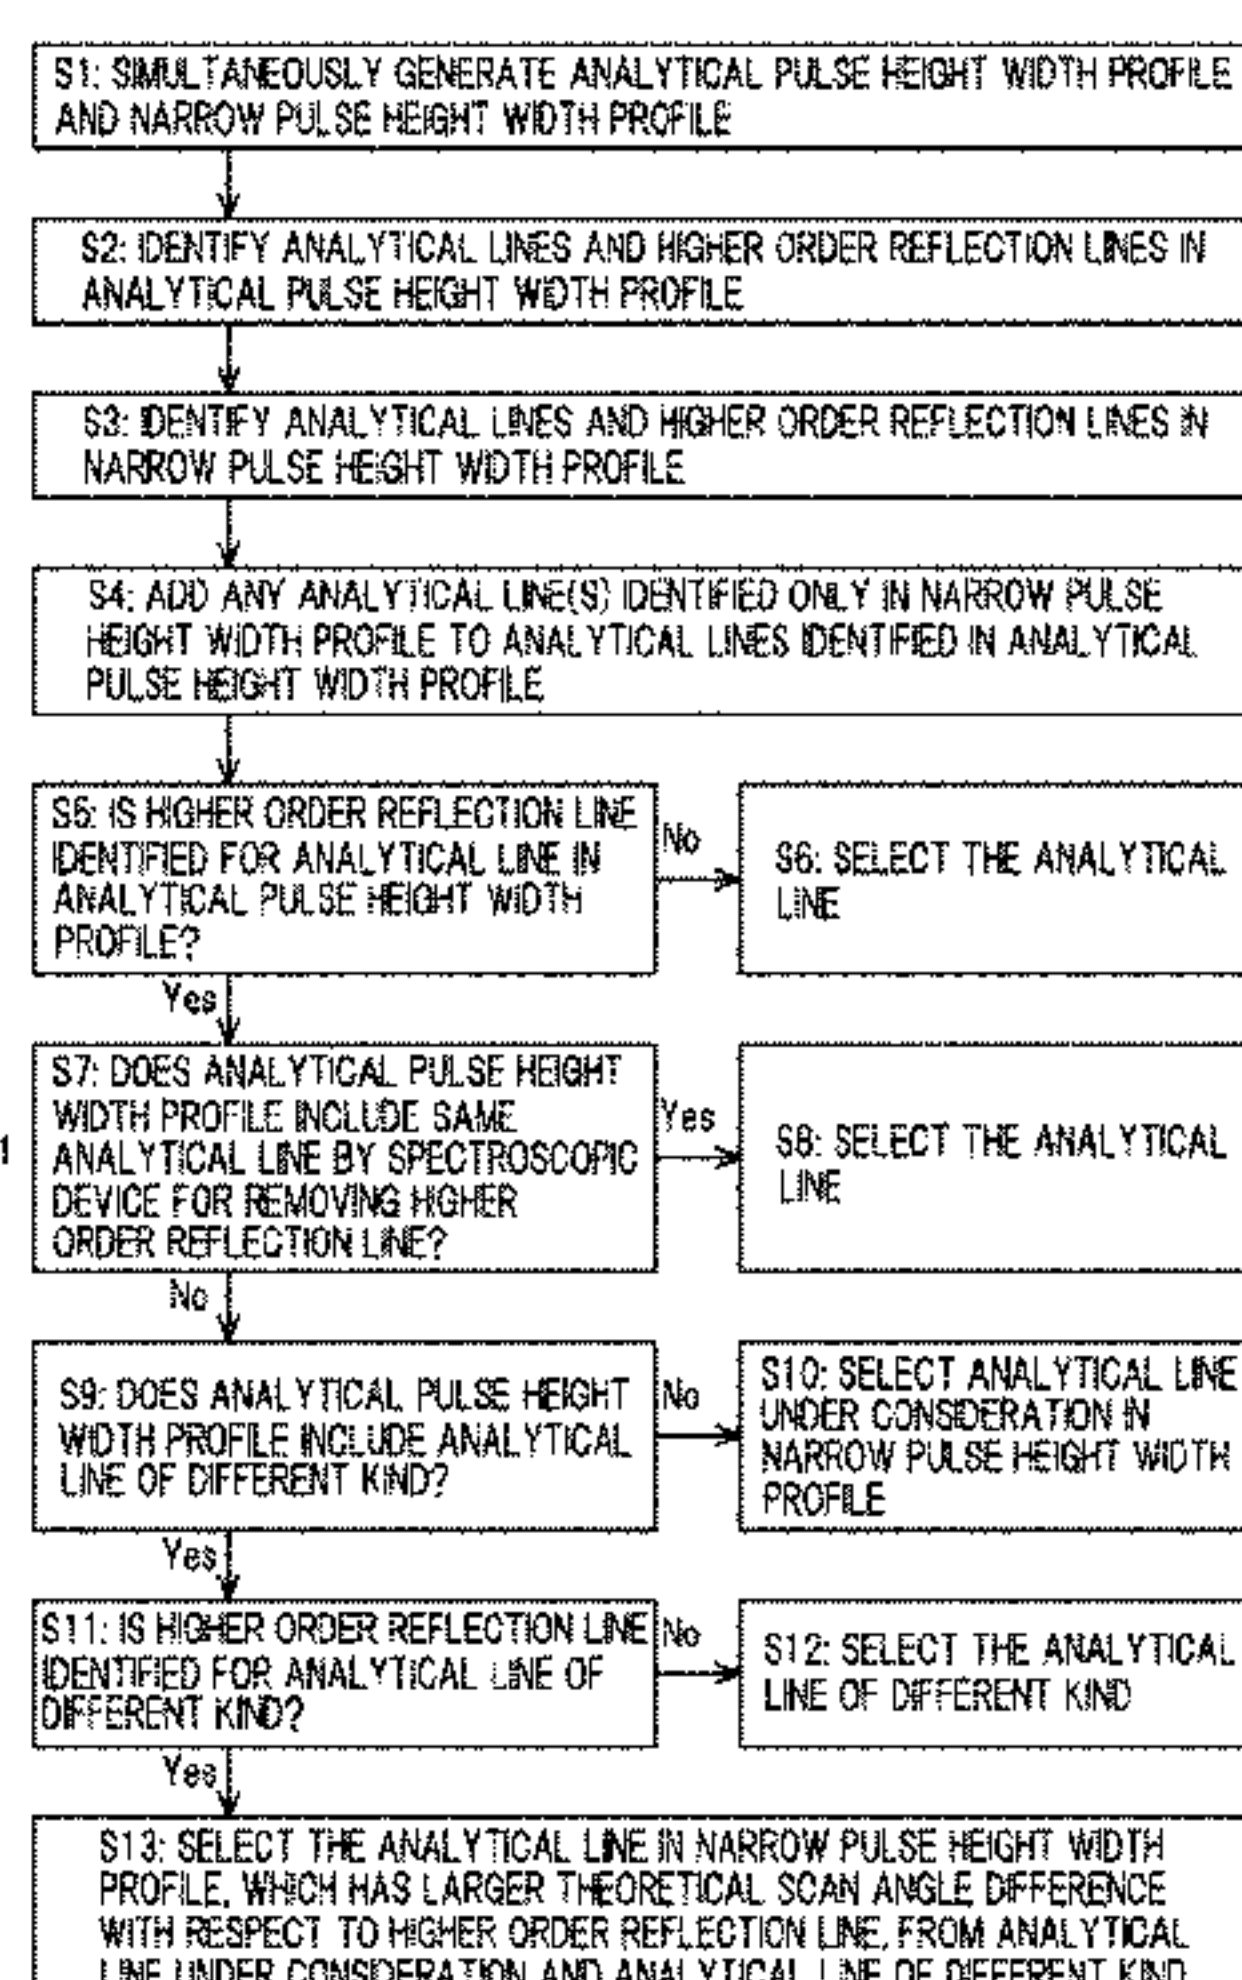 S1: SIMULTANEOUSLY GENERATE ANALYTICAL PULSE HEIGHT WIDTH PROFILE
AND NARROW PULSE HEIGHT WIDTH PROFILE
S2: IDENTIFY ANALYTICAL LINES AND HIGHER ORDER REFLECTION LINES IN
ANALYTICAL PULSE HEIGHT WIDTH PROFILE
S3: IDENTIFY ANALYTICAL LINES AND HIGHER ORDER REFLECTION LINES IN
NARROW PULSE HEIGHT WIDTH PROFILE
S4: ADD ANY ANALYTICAL LINE(S) IDENTIFIED ONLY IN NARROW PULSE
HEIGHT WIDTH PROFILE TO ANALYTICAL LINES IDENTIFIED IN ANALYTICAL
PULSE HEIGHT WIDTH PROFILE
S5: IS HIGHER ORDER REFLECTION LINE
IDENTIFIED FOR ANALYTICAL LINE IN
ANALYTICAL PULSE HEIGHT WIDTH
PROFILE?
No
S6: SELECT THE ANALYTICAL
LINE
Yes
S7: DOES ANALYTICAL PULSE HEIGHT
WIDTH PROFILE INCLUDE SAME
ANALYTICAL LINE BY SPECTROSCOPIC
DEVICE FOR REMOVING HIGHER
ORDER REFLECTION LINE?
Yes
S8: SELECT THE ANALYTICAL
LINE
No
S9: DOES ANALYTICAL PULSE HEIGHT
WIDTH PROFILE INCLUDE ANALYTICAL
LINE OF DIFFERENT KIND?
No
S10: SELECT ANALYTICAL LINE
UNDER CONSIDERATION IN
NARROW PULSE HEIGHT WIDTH
PROFILE
Yes
S11: IS HIGHER ORDER REFLECTION LINE
IDENTIFIED FOR ANALYTICAL LINE OF
DIFFERENT KIND?
No
S12: SELECT THE ANALYTICAL
LINE OF DIFFERENT KIND
Yes
S13: SELECT THE ANALYTICAL LINE IN NARROW PULSE HEIGHT WIDTH
PROFILE, WHICH HAS LARGER THEORETICAL SCAN ANGLE DIFFERENCE
WITH RESPECT TO HIGHER ORDER REFLECTION LINE, FROM ANALYTICAL
LINE UNDER CONSIDERATION AND ANALYTICAL LINE OF DIFFERENT KIND